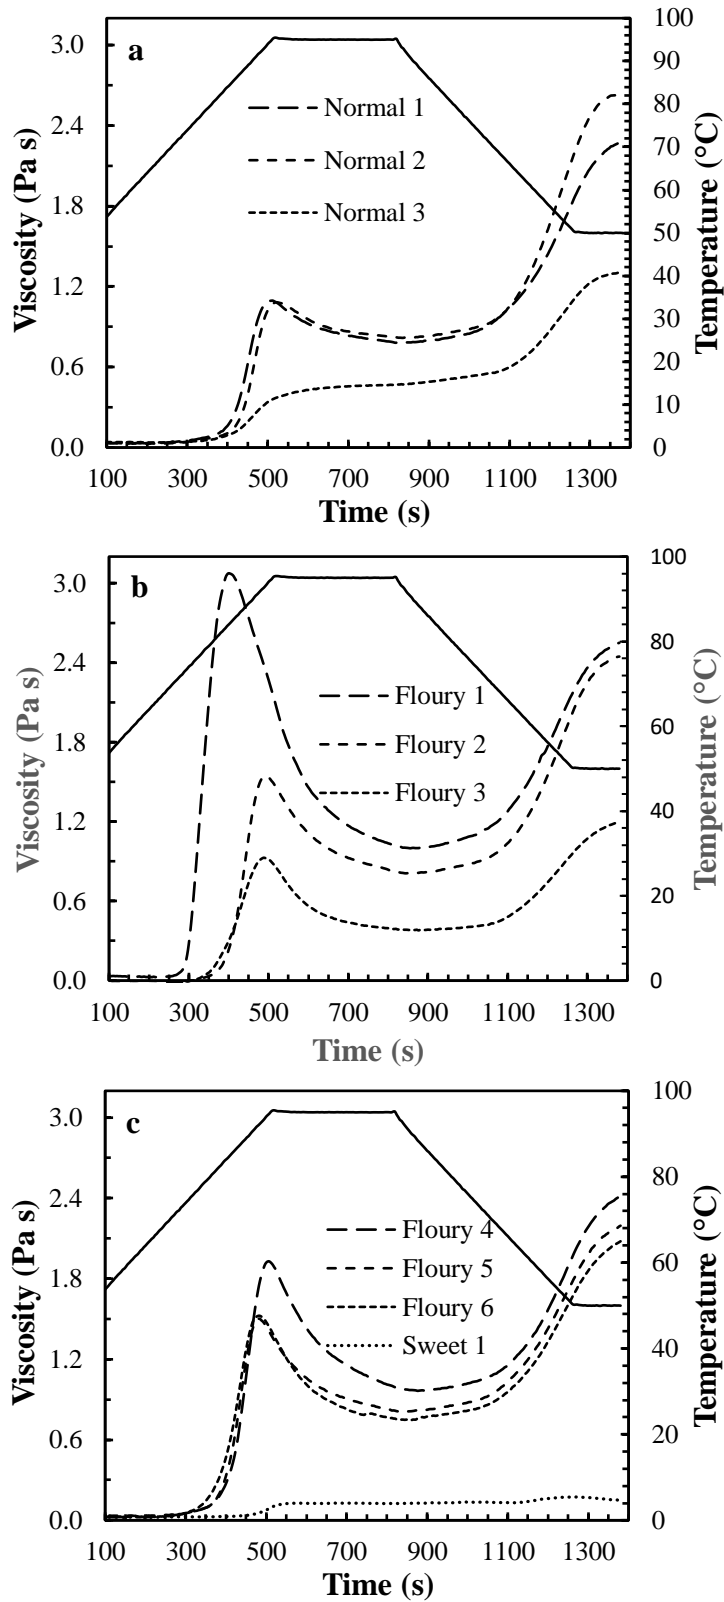 a
3.0
2.4
1.8
1.2
0.6
0.0
Viscosity (Pa s)
Normal 1
Normal 2
Normal 3
100
90
80
70
60
50
40
30
20
10
0
Temperature (°C)
100 300 500 700 900 1100 1300
Time (s)
b
3.0
2.4
1.8
1.2
0.6
0.0
Viscosity (Pa s)
Floury 1
Floury 2
Floury 3
100
80
60
40
20
0
Temperature (°C)
100 300 500 700 900 1100 1300
Time (s)
c
3.0
2.4
1.8
1.2
0.6
0.0
Viscosity (Pa s)
Floury 4
Floury 5
Floury 6
Sweet 1
100
80
60
40
20
0
Temperature (°C)
100 300 500 700 900 1100 1300
Time (s)